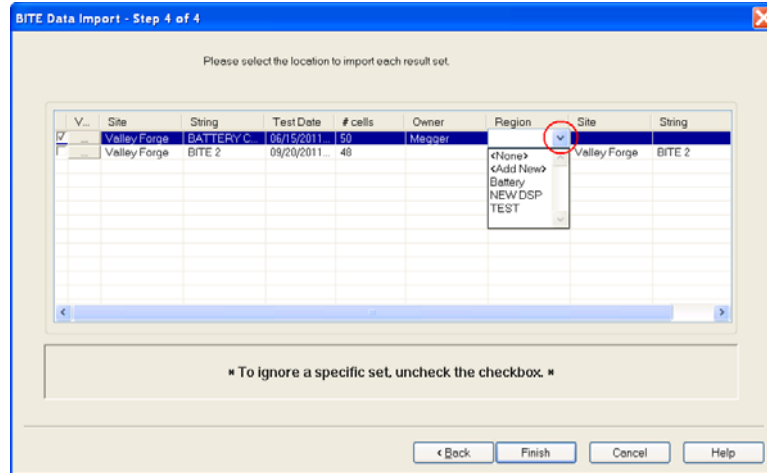 BITE Data Import - Step 4 of 4
Please select the location to import each result set.
V... Site String Test Date # cells Owner Region Site String
... Valley Forge BATTERY C... 06/15/2011... 50 Megger
... Valley Forge BITE 2 09/20/2011... 48 Valley Forge BITE 2
<None>
<Add New>
Battery
NEW DSP
TEST
* To ignore a specific set, uncheck the checkbox. *
< Back Finish Cancel Help